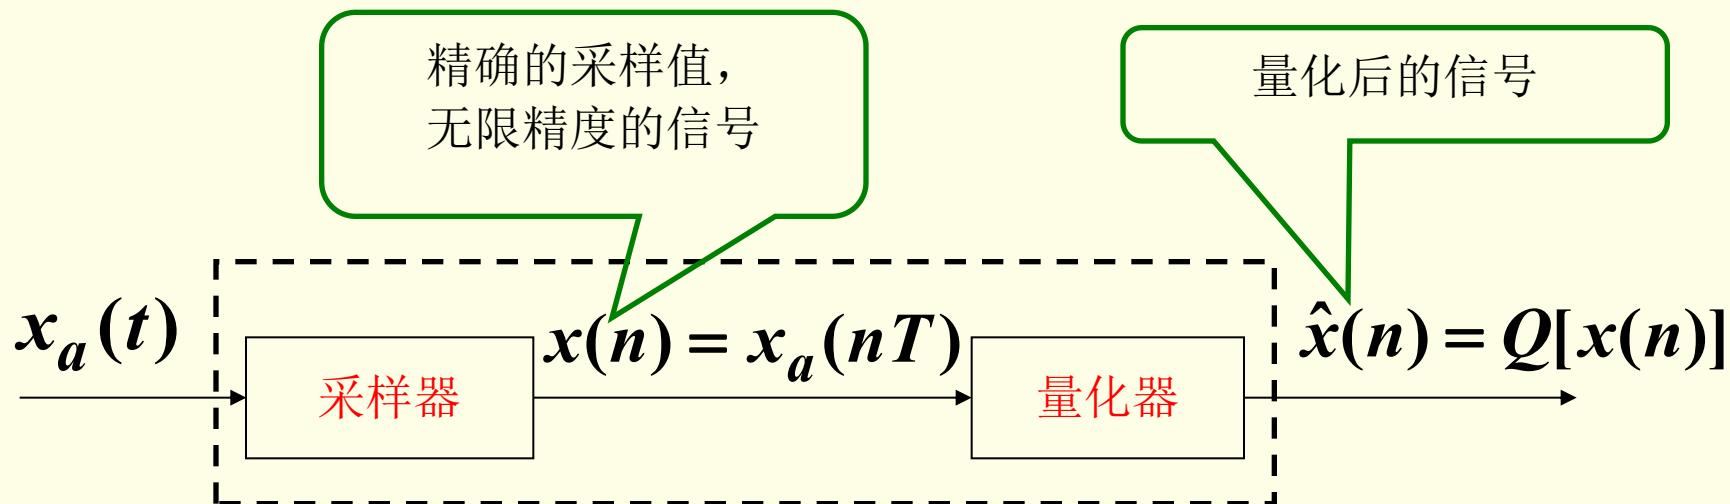 精确的采样值，
无限精度的信号
量化后的信号
x_a(t)
x(n) = x_a(nT)
x̂(n) = Q[x(n)]
采样器
量化器